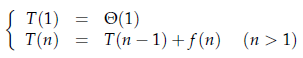 T(1) = Θ(1)
T(n) = T(n − 1) + f(n) (n > 1)